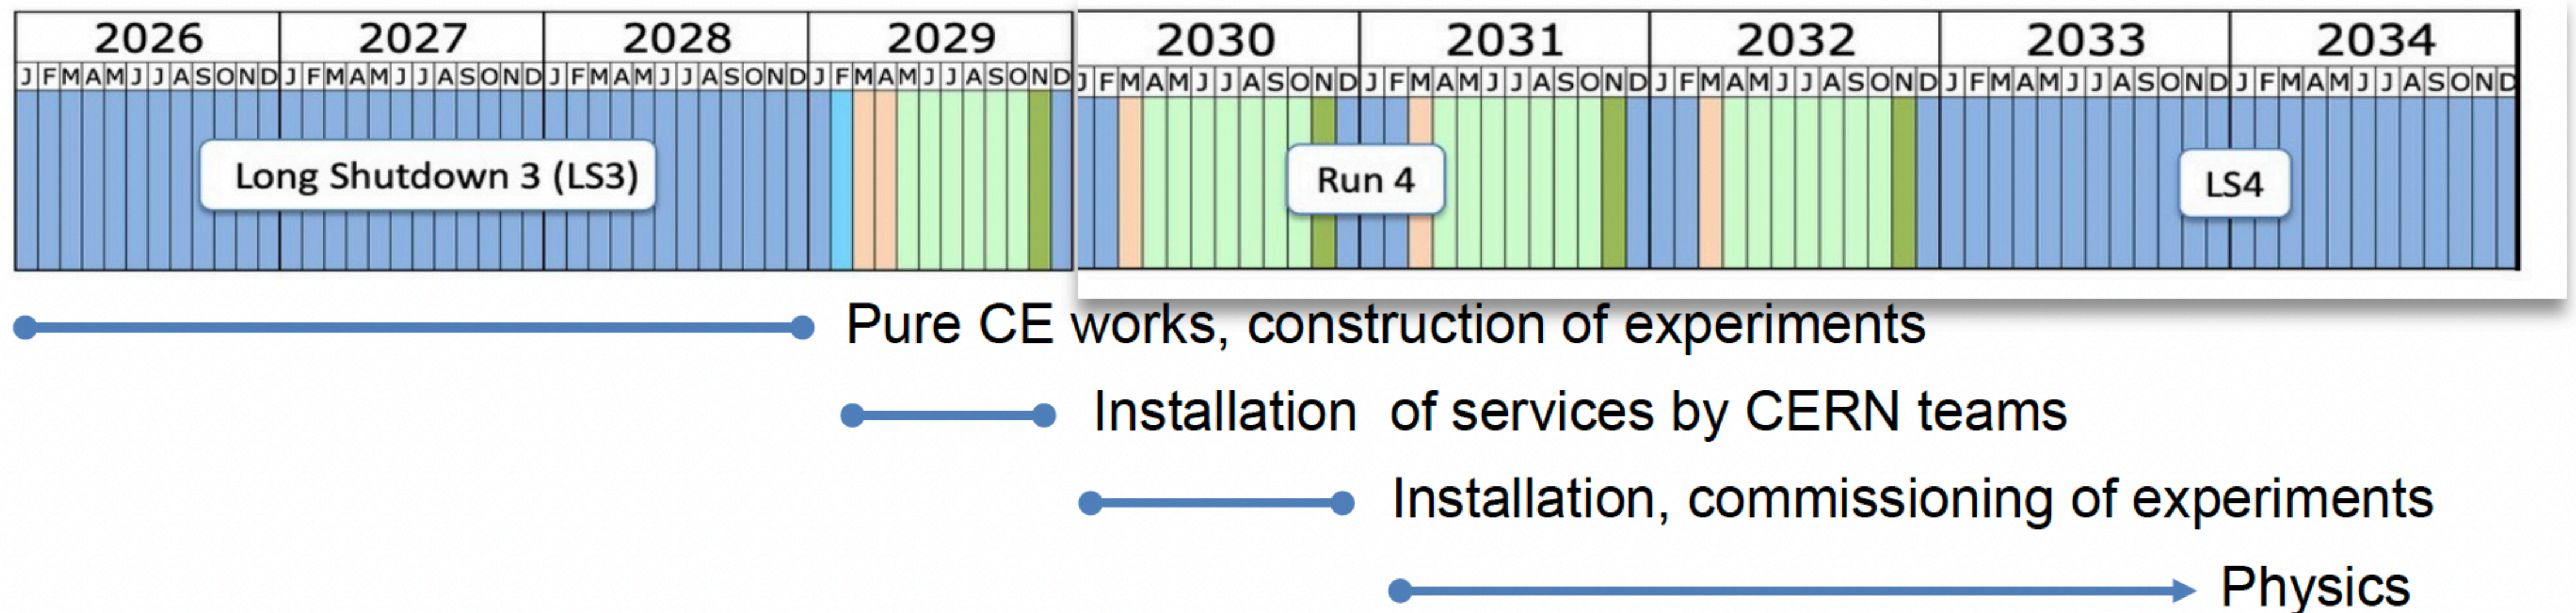 2026 2027 2028 2029 2030 2031 2032 2033 2034
J F M A M J J A S O N D J F M A M J J A S O N D J F M A M J J A S O N D J F M A M J J A S O N D J F M A M J J A S O N D J F M A M J J A S O N D J F M A M J J A S O N D J F M A M J J A S O N D J F M A M J J A S O N D
Long Shutdown 3 (LS3) Run 4 LS4
Pure CE works, construction of experiments
Installation of services by CERN teams
Installation, commissioning of experiments
Physics